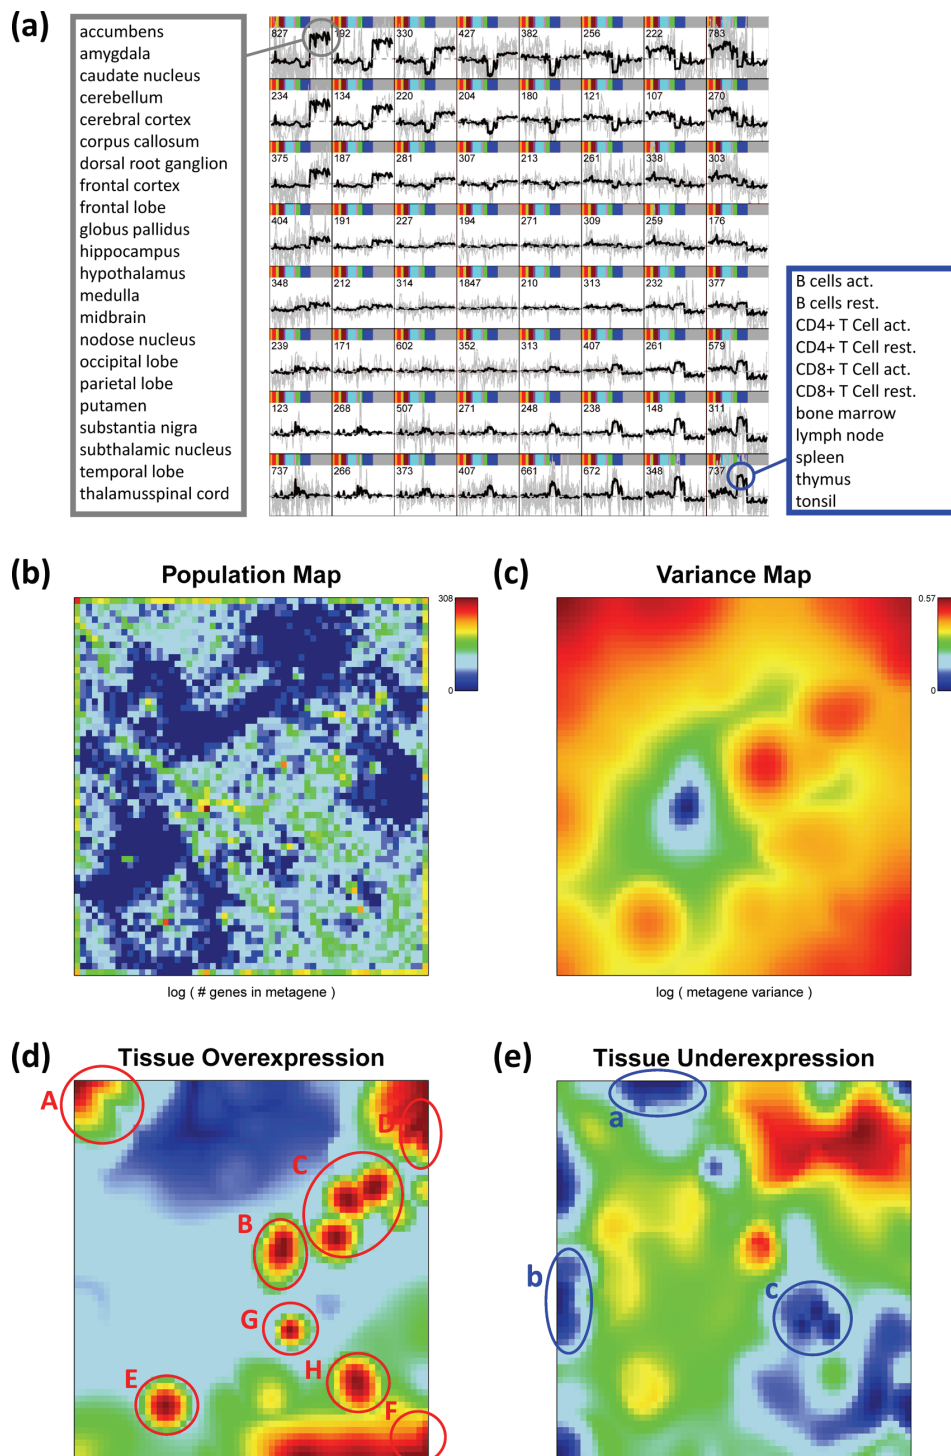 (a)
accumbens
amygdala
caudate nucleus
cerebellum
cerebral cortex
corpus callosum
dorsal root ganglion
frontal cortex
frontal lobe
globus pallidus
hippocampus
hypothalamus
medulla
midbrain
nodose nucleus
occipital lobe
parietal lobe
putamen
substantia nigra
subthalamic nucleus
temporal lobe
thalamusspinal cord
827 192 330 427 382 256 222 783
234 134 220 204 180 121 107 270
375 187 281 307 213 261 338 303
404 191 227 194 271 309 259 176
348 212 314 1847 210 313 232 377
239 171 602 352 313 407 261 579
123 268 507 271 248 238 148 311
737 266 373 407 661 672 348 737
B cells act.
B cells rest.
CD4+ T Cell act.
CD4+ T Cell rest.
CD8+ T Cell act.
CD8+ T Cell rest.
bone marrow
lymph node
spleen
thymus
tonsil
(b)
Population Map
308
0
log ( # genes in metagene )
(c)
Variance Map
0.57
0
log ( metagene variance )
(d)
Tissue Overexpression
A
D
C
B
G
E
H
F
(e)
Tissue Underexpression
a
b
c